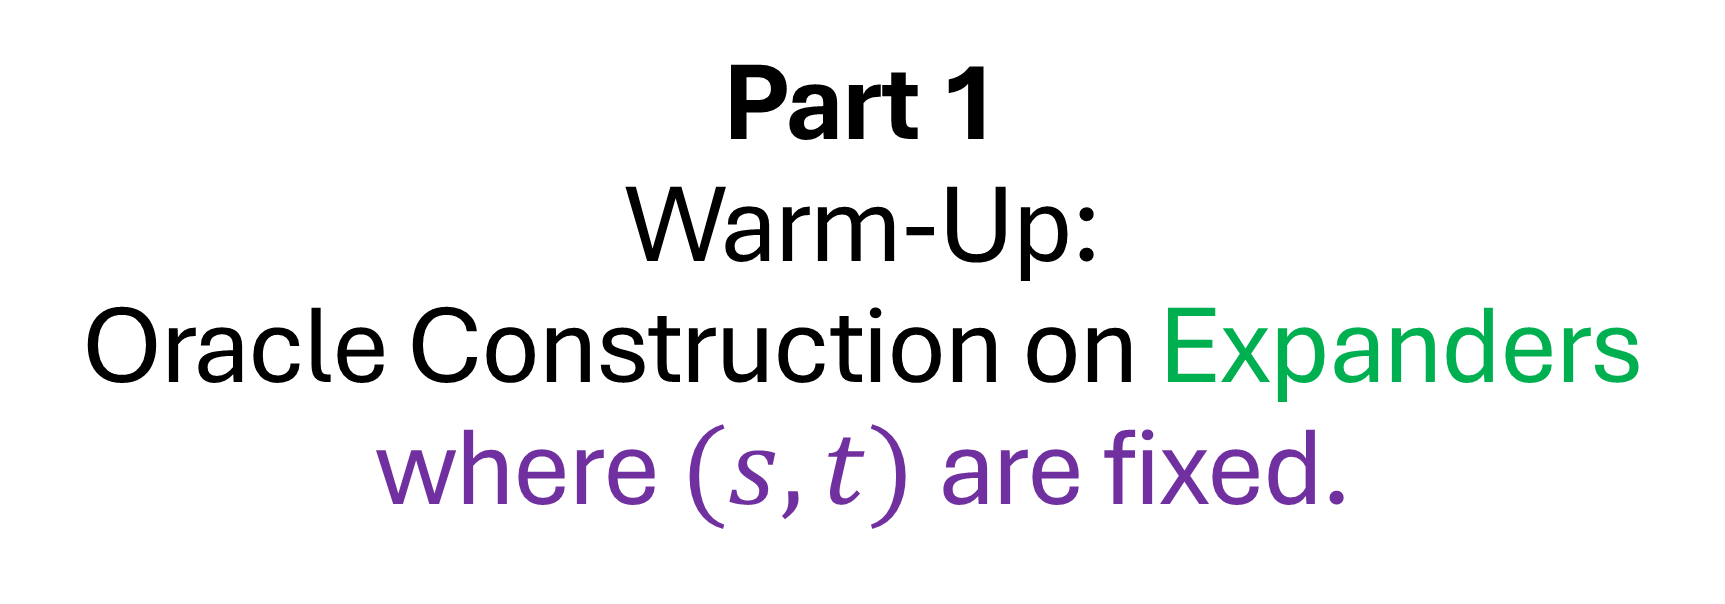 Part 1
Warm-Up:
Oracle Construction on Expanders
where (s, t) are fixed.